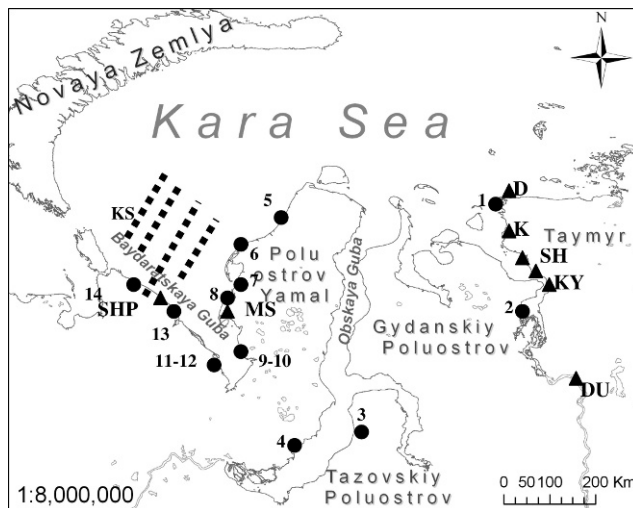 N
Novaya Zemlya
Kara Sea
D
1
5
KS
K
Taymyr
6
Polu
ostrov
Yamal
SH
Baydaratskaya Guba
Obskaya Guba
7
KY
14
8
SHP
MS
2
Gydanskiy
Poluostrov
13
11-12
9-10
DU
3
4
Tazovskiy
Poluostrov
1:8,000,000
0 50 100 200 Km